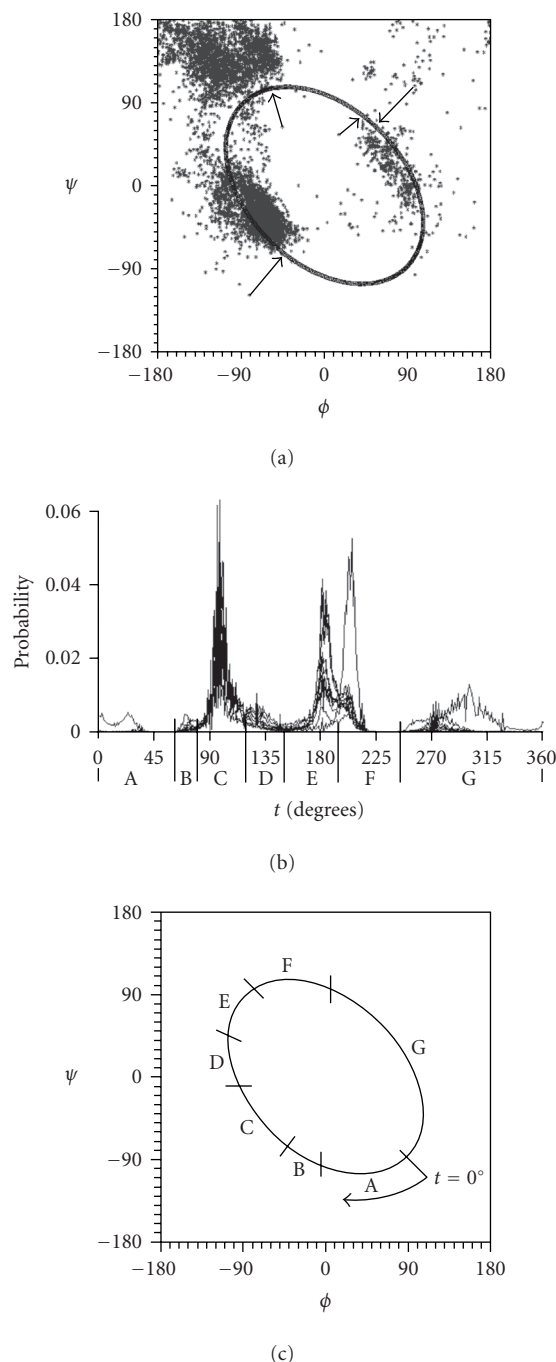 180
90
ψ
0
−90
−180
−180 −90 0 90 180
ϕ
(a)
0.06
0.04
Probability
0.02
0
0 45 90 135 180 225 270 315 360
A B C D E F G
t (degrees)
(b)
180
F
90
E
G
ψ
0
D
C
−90
B
A
t = 0°
−180
−180 −90 0 90 180
ϕ
(c)